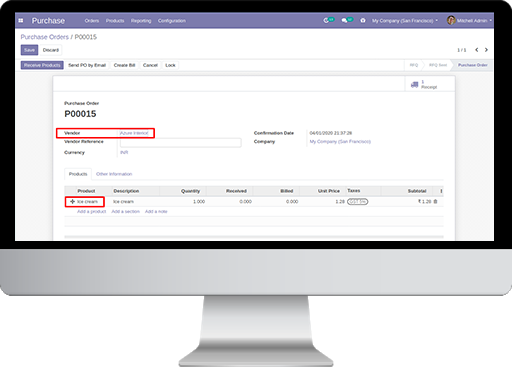 Purchase Orders Products Reporting Configuration My Company (San Francisco) Mitchell Admin
Purchase Orders / P00015
Save Discard 1 / 1
Receive Products Send PO by Email Create Bill Cancel Lock RFQ RFQ Sent Purchase Order
1
Receipt
Purchase Order
P00015
Vendor Azure Interior Confirmation Date 04/01/2020 21:37:28
Vendor Reference Company My Company (San Francisco)
Currency INR
Products Other Information
Product Description Quantity Received Billed Unit Price Taxes Subtotal
Ice cream Ice cream 1.000 0.000 0.000 1.28 GST 5% ₹ 1.28
Add a product Add a section Add a note